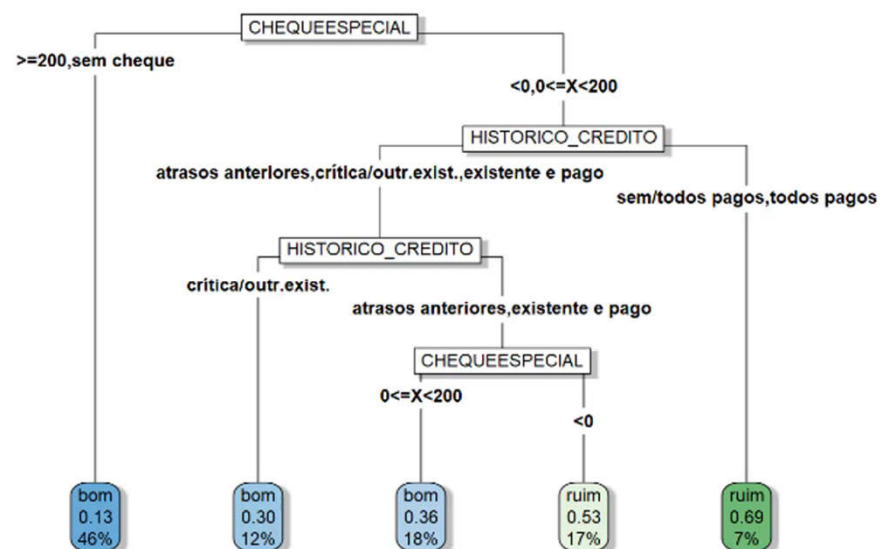 CHEQUEESPECIAL
>=200,sem cheque
<0,0<=X<200
HISTORICO_CREDITO
atrasos anteriores,crítica/outr.exist.,existente e pago
sem/todos pagos,todos pagos
HISTORICO_CREDITO
crítica/outr.exist.
atrasos anteriores,existente e pago
CHEQUEESPECIAL
0<=X<200
<0
bom
0.13
46%
bom
0.30
12%
bom
0.36
18%
ruim
0.53
17%
ruim
0.69
7%